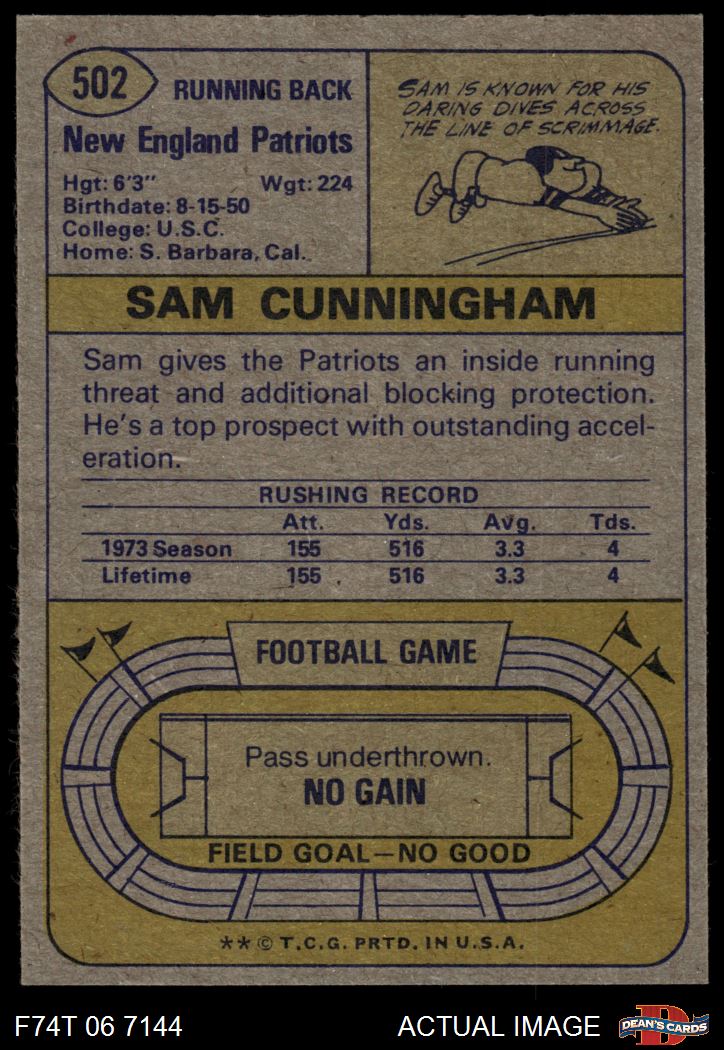 502
RUNNING BACK
New England Patriots
Hgt: 6'3" Wgt: 224
Birthdate: 8-15-50
College: U.S.C.
Home: S. Barbara, Cal.
SAM IS KNOWN FOR HIS
DARING DIVES ACROSS
THE LINE OF SCRIMMAGE.
SAM CUNNINGHAM
Sam gives the Patriots an inside running
threat and additional blocking protection.
He's a top prospect with outstanding accel-
eration.
RUSHING RECORD
Att. Yds. Avg. Tds.
1973 Season 155 516 3.3 4
Lifetime 155 516 3.3 4
FOOTBALL GAME
Pass underthrown.
NO GAIN
FIELD GOAL—NO GOOD
** © T.C.G. PRTD. IN U.S.A.
F74T 06 7144 ACTUAL IMAGE
D
DEAN'S CARDS